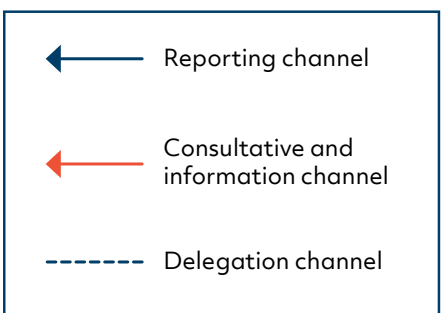 Reporting channel
Consultative and
information channel
Delegation channel